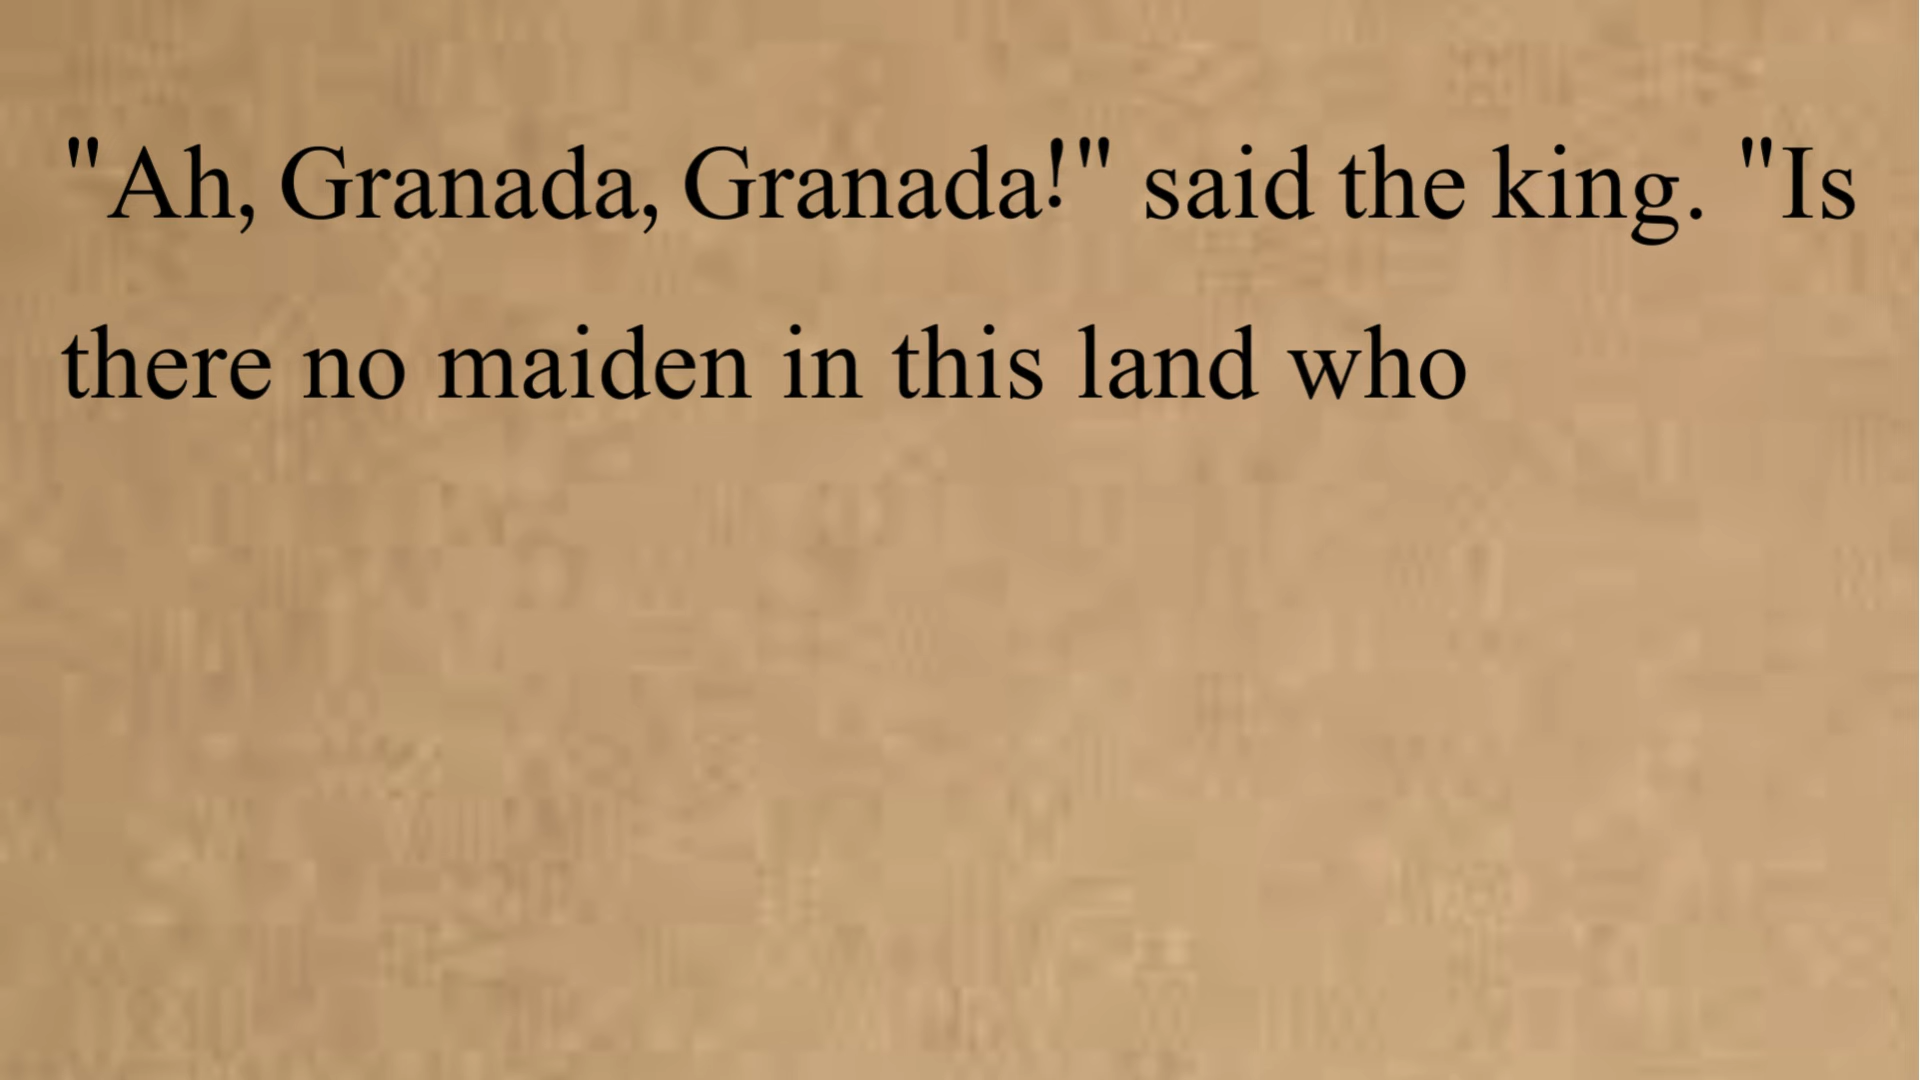 "Ah, Granada, Granada!" said the king. "Is
there no maiden in this land who